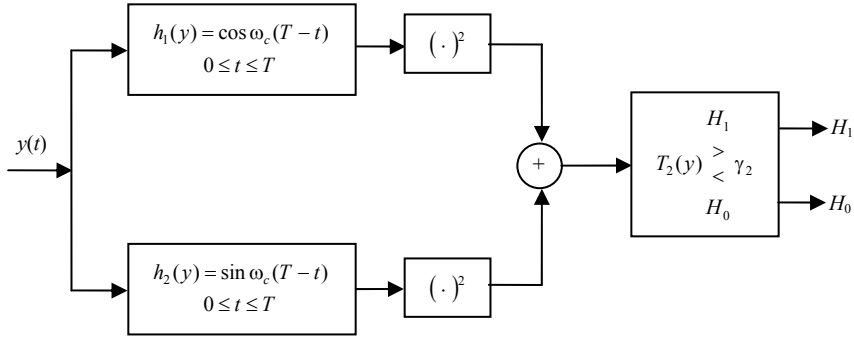 h₁(y) = cos ω_c(T − t)
0 ≤ t ≤ T
( · )²
y(t)
+
H₁
T₂(y) > < γ₂
H₀
H₁
H₀
h₂(y) = sin ω_c(T − t)
0 ≤ t ≤ T
( · )²